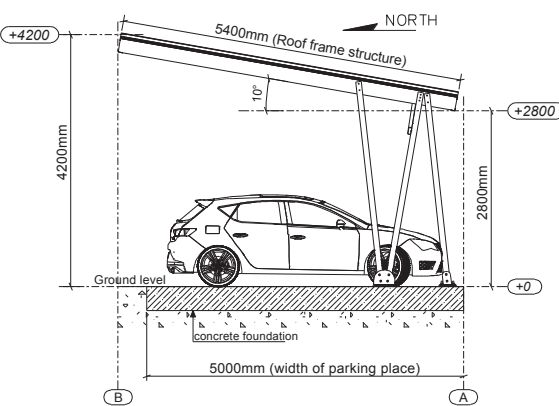 NORTH
+4200
5400mm (Roof frame structure)
10°
+2800
4200mm
2800mm
Ground level
+0
concrete foundation
5000mm (width of parking place)
B
A